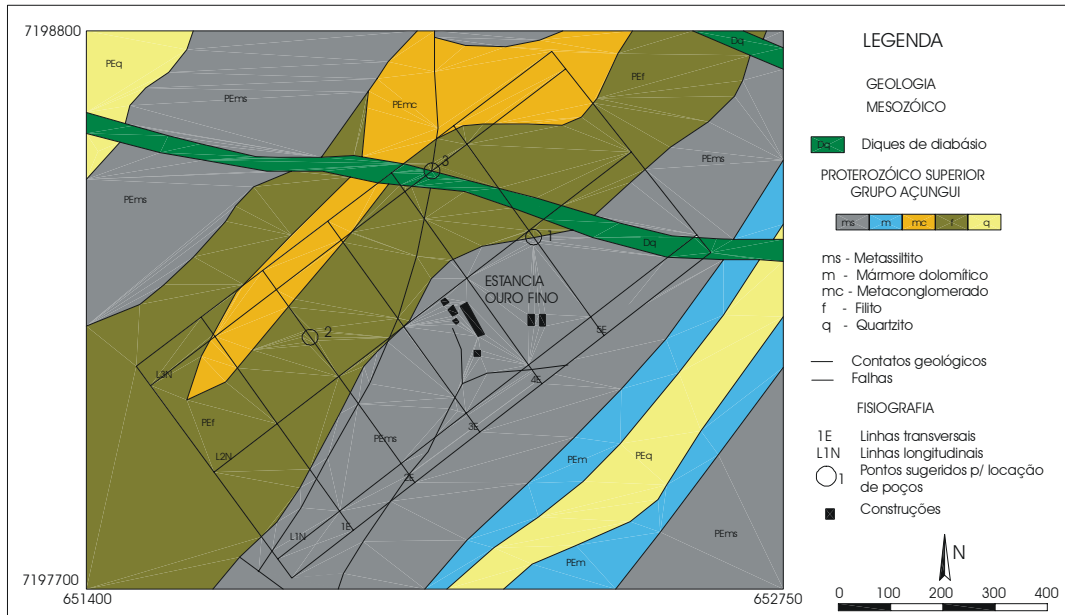 7198800
7197700
651400
652750
PEq
PEms
PEmc
PEf
Dq
PEms
PEms
3
1
Dq
ESTANCIA
OURO FINO
2
5E
4E
L3N
3E
PEf
PEms
L2N
2E
PEm
PEq
1E
L1N
PEms
PEm
LEGENDA
GEOLOGIA
MESOZÓICO
Dq Diques de diabásio
PROTEROZÓICO SUPERIOR
GRUPO AÇUNGUI
ms m mc f q
ms - Metassiltito
m - Mármore dolomítico
mc - Metaconglomerado
f - Filito
q - Quartzito
Contatos geológicos
Falhas
FISIOGRAFIA
1E Linhas transversais
L1N Linhas longitudinais
1 Pontos sugeridos p/ locação
de poços
Construções
N
0 100 200 300 400